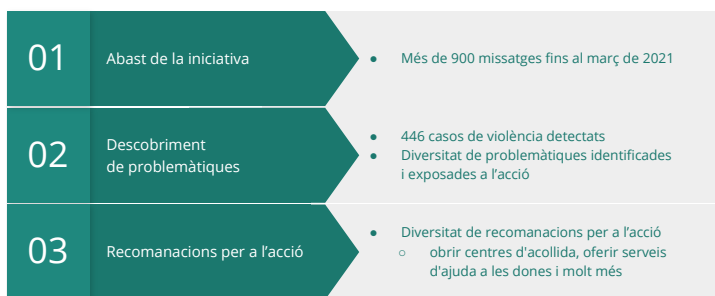 01
Abast de la iniciativa
● Més de 900 missatges fins al març de 2021
02
Descobriment
de problemàtiques
● 446 casos de violència detectats
● Diversitat de problemàtiques identificades
i exposades a l’acció
03
Recomanacions per a l’acció
● Diversitat de recomanacions per a l’acció
○ obrir centres d'acollida, oferir serveis
d'ajuda a les dones i molt més